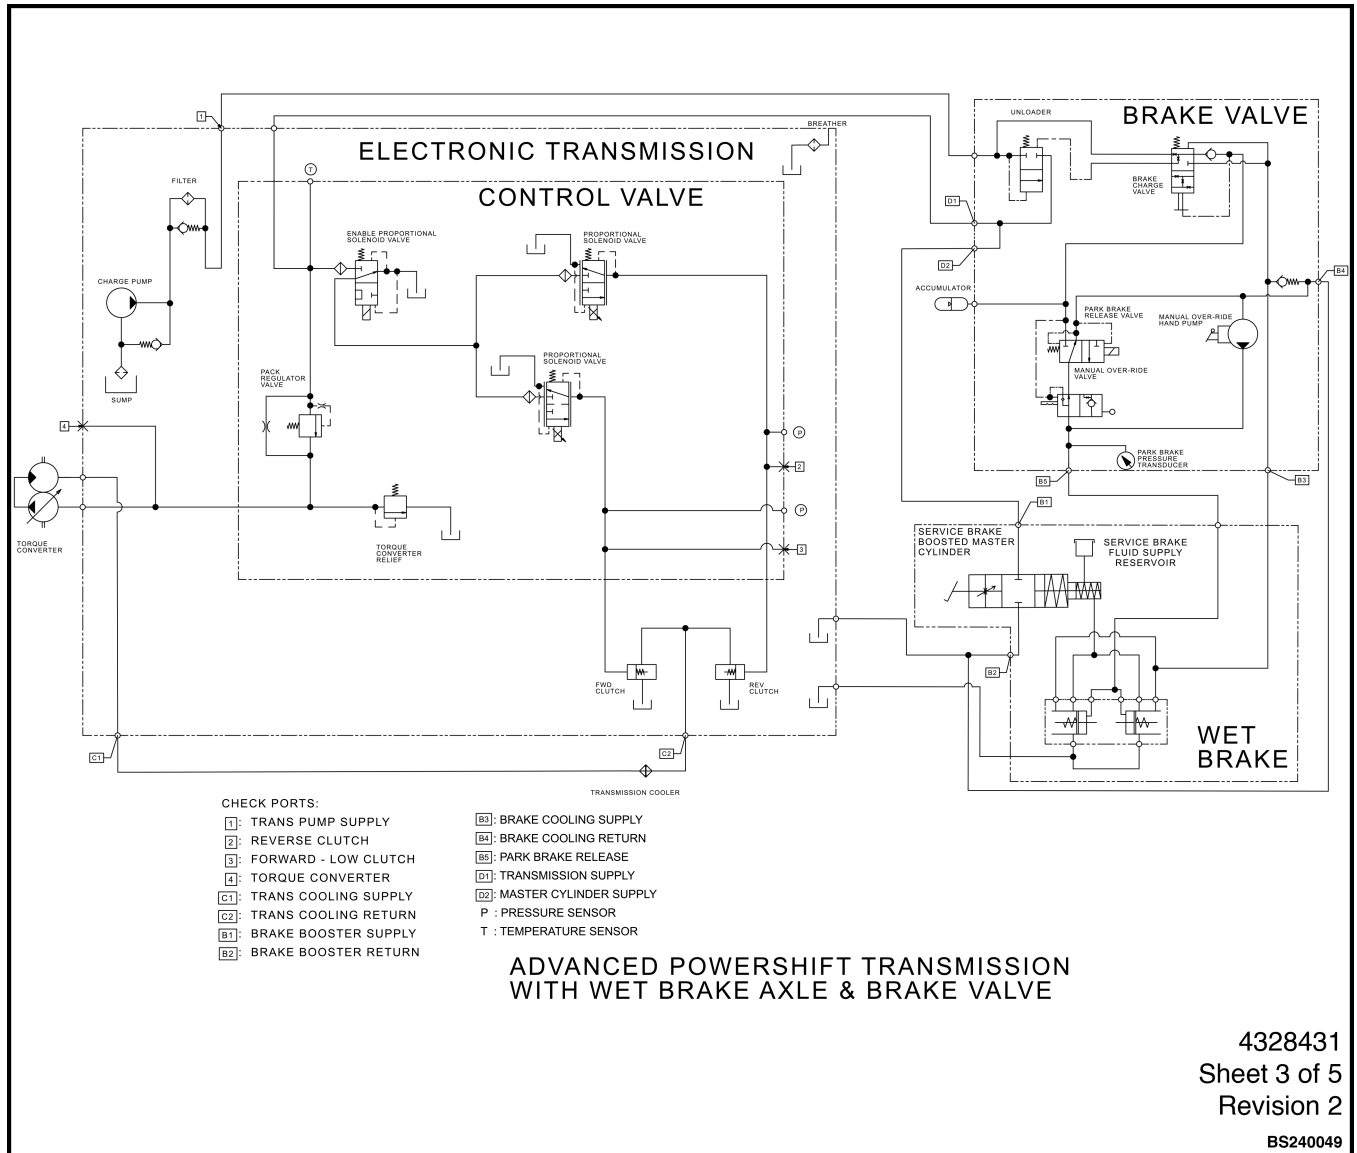 BREATHER
UNLOADER
BRAKE VALVE
1
ELECTRONIC TRANSMISSION
T
FILTER
CONTROL VALVE
BRAKE
CHARGE
VALVE
D1
ENABLE PROPORTIONAL
SOLENOID VALVE
PROPORTIONAL
SOLENOID VALVE
D2
B4
CHARGE PUMP
ACCUMULATOR
PARK BRAKE
RELEASE VALVE
MANUAL OVER-RIDE
HAND PUMP
PROPORTIONAL
SOLENOID VALVE
PACK
REGULATOR
VALVE
MANUAL OVER-RIDE
VALVE
SUMP
4
P
2
PARK BRAKE
PRESSURE
TRANSDUCER
B5
B3
B1
P
TORQUE
CONVERTER
TORQUE
CONVERTER
RELIEF
3
SERVICE BRAKE
BOOSTED MASTER
CYLINDER
SERVICE BRAKE
FLUID SUPPLY
RESERVOIR
B2
FWD
CLUTCH
REV
CLUTCH
WET
BRAKE
C1
C2
TRANSMISSION COOLER
CHECK PORTS:
1: TRANS PUMP SUPPLY
2: REVERSE CLUTCH
3: FORWARD - LOW CLUTCH
4: TORQUE CONVERTER
C1: TRANS COOLING SUPPLY
C2: TRANS COOLING RETURN
B1: BRAKE BOOSTER SUPPLY
B2: BRAKE BOOSTER RETURN
B3: BRAKE COOLING SUPPLY
B4: BRAKE COOLING RETURN
B5: PARK BRAKE RELEASE
D1: TRANSMISSION SUPPLY
D2: MASTER CYLINDER SUPPLY
P : PRESSURE SENSOR
T : TEMPERATURE SENSOR
ADVANCED POWERSHIFT TRANSMISSION
WITH WET BRAKE AXLE & BRAKE VALVE
4328431
Sheet 3 of 5
Revision 2
BS240049